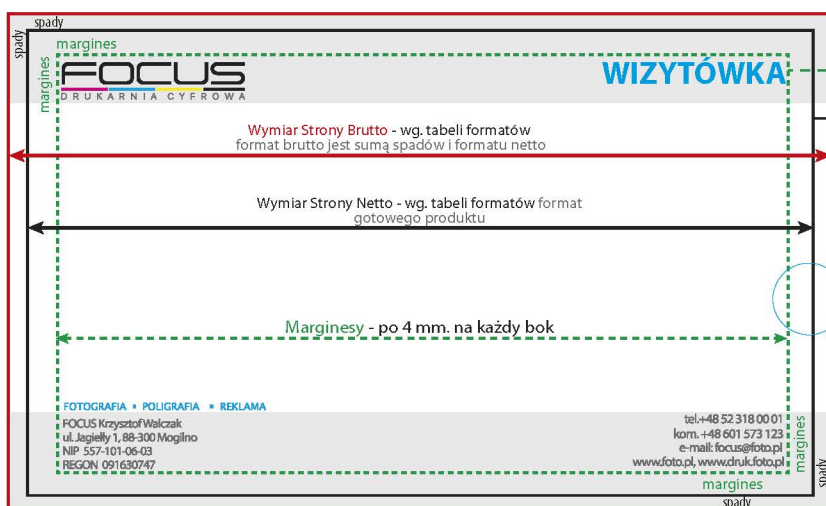 spady
spady
margines
margines
FOCUS
DRUKARNIA CYFROWA
WIZYTÓWKA
Wymiar Strony Brutto - wg. tabeli formatów
format brutto jest sumą spadów i formatu netto
Wymiar Strony Netto - wg. tabeli formatów format
gotowego produktu
Marginesy - po 4 mm. na każdy bok
FOTOGRAFIA ▪ POLIGRAFIA ▪ REKLAMA
FOCUS Krzysztof Walczak
ul. Jagiełły 1, 88-300 Mogilno
NIP 557-101-06-03
REGON 091630747
tel.+48 52 318 00 01
kom. +48 601 573 123
e-mail: focus@foto.pl
www.foto.pl, www.druk.foto.pl
margines
margines
spady
spady